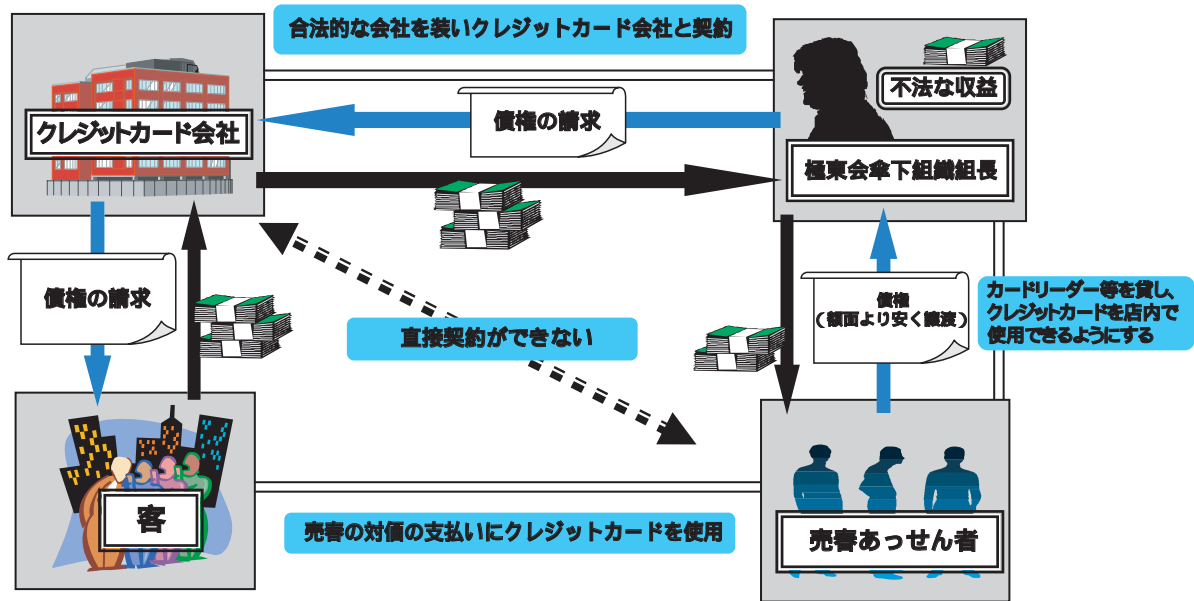 合法的な会社を装いクレジットカード会社と契約
不法な収益
クレジットカード会社
債権の請求
極東会傘下組織組長
債権の請求
直接契約ができない
債権
（額面より安く譲渡）
カードリーダー等を貸し、
クレジットカードを店内で
使用できるようにする
客
売春の対価の支払いにクレジットカードを使用
売春あっせん者